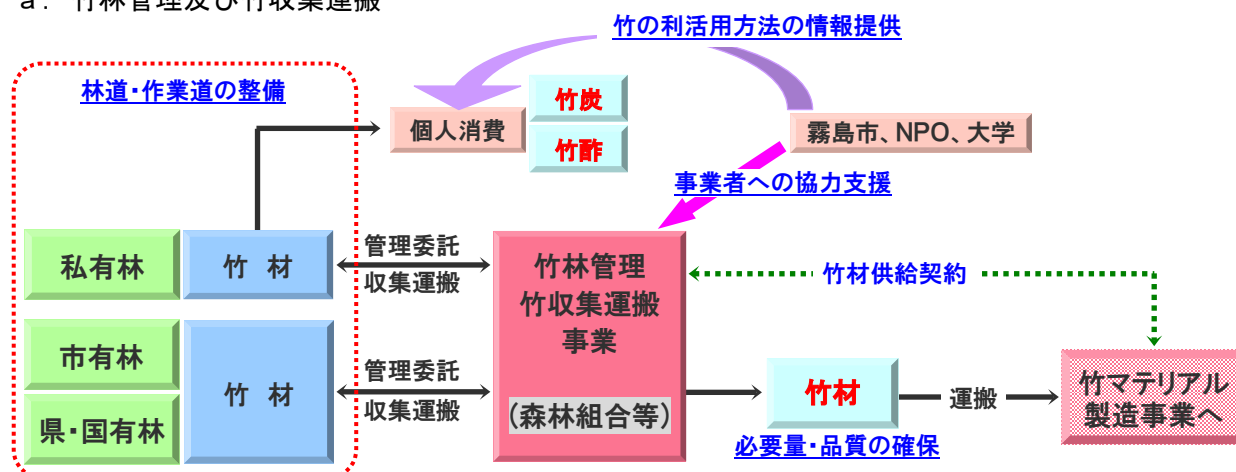 a. 竹林管理及び竹収集運搬
竹の利活用方法の情報提供
林道・作業道の整備
個人消費
竹炭
竹酢
霧島市、NPO、大学
事業者への協力支援
私有林
竹 材
管理委託
収集運搬
竹林管理
竹収集運搬
事業
(森林組合等)
竹材供給契約
市有林
県・国有林
竹 材
管理委託
収集運搬
竹材
運搬
竹マテリアル
製造事業へ
必要量・品質の確保